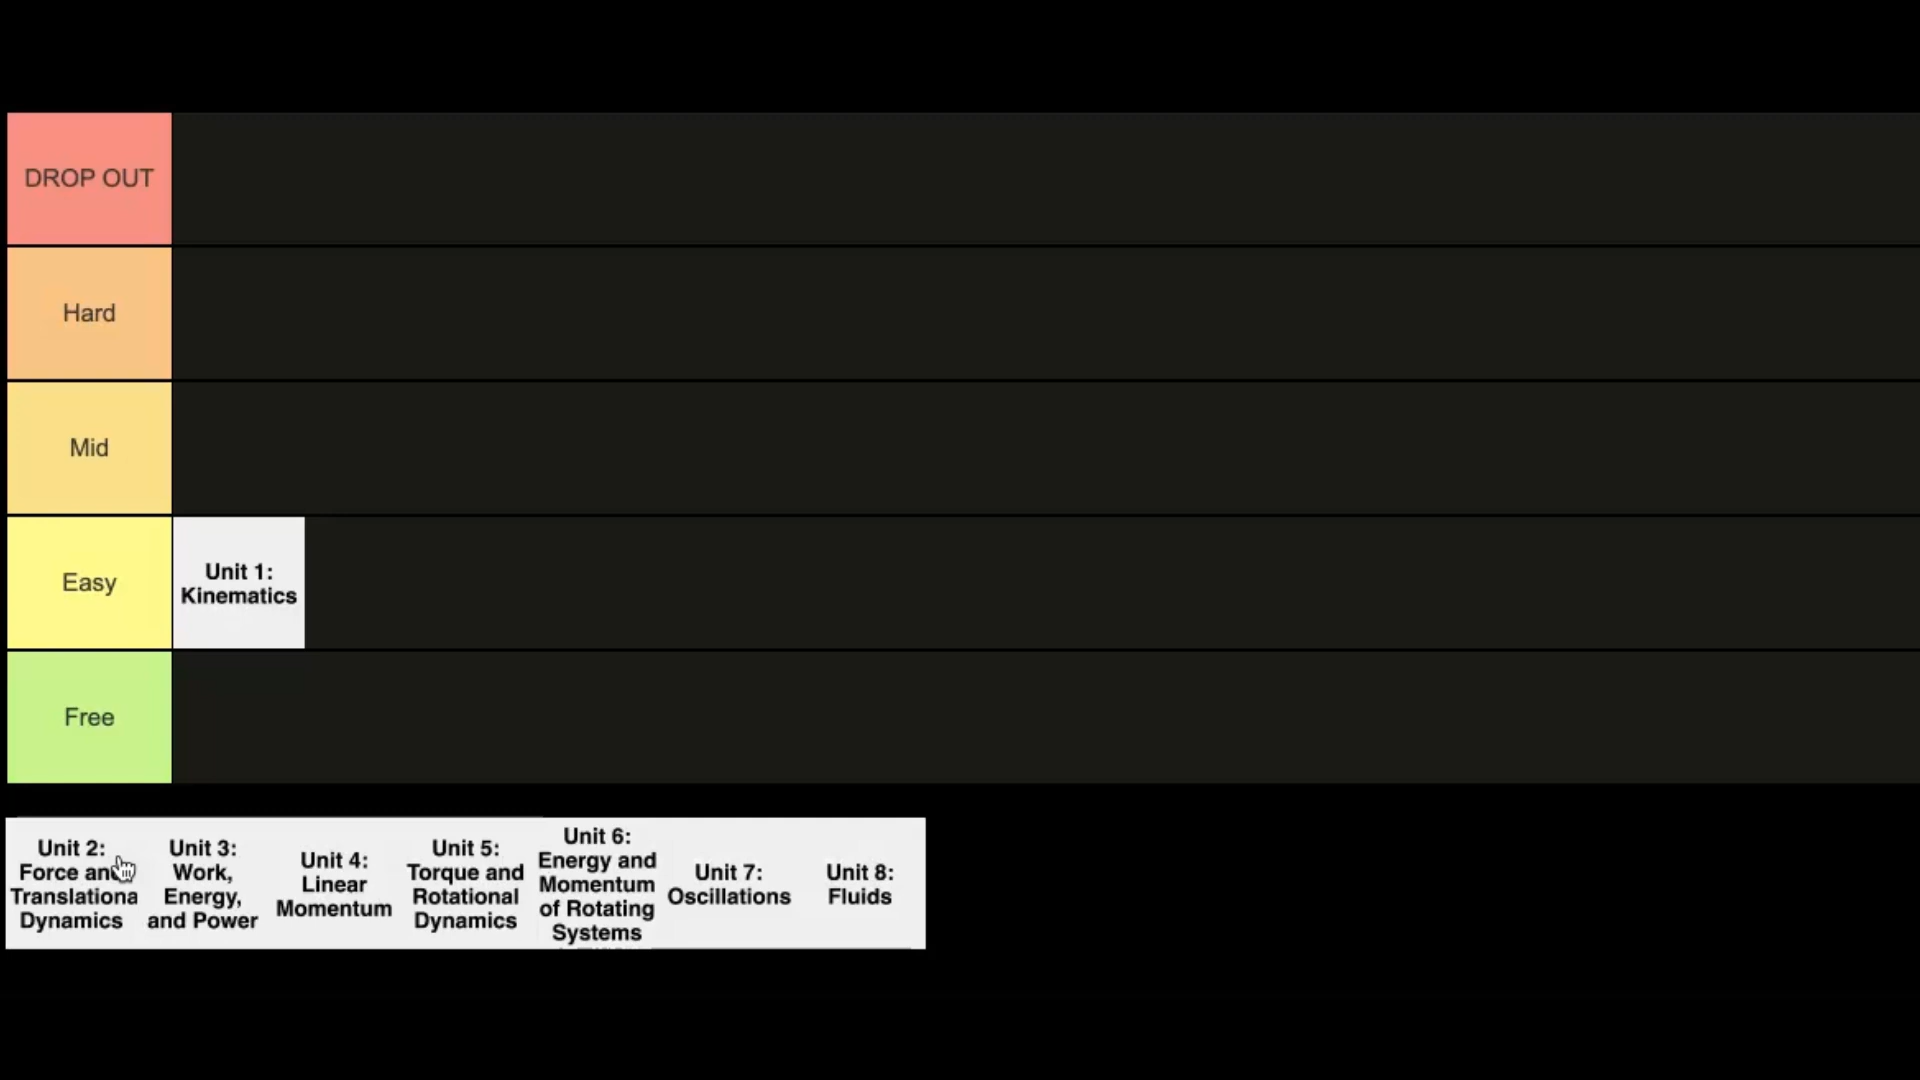 DROP OUT
Hard
Mid
Easy
Unit 1:
Kinematics
Free
Unit 2:
Force and
Translationa
Dynamics
Unit 3:
Work,
Energy,
and Power
Unit 4:
Linear
Momentum
Unit 5:
Torque and
Rotational
Dynamics
Unit 6:
Energy and
Momentum
of Rotating
Systems
Unit 7:
Oscillations
Unit 8:
Fluids